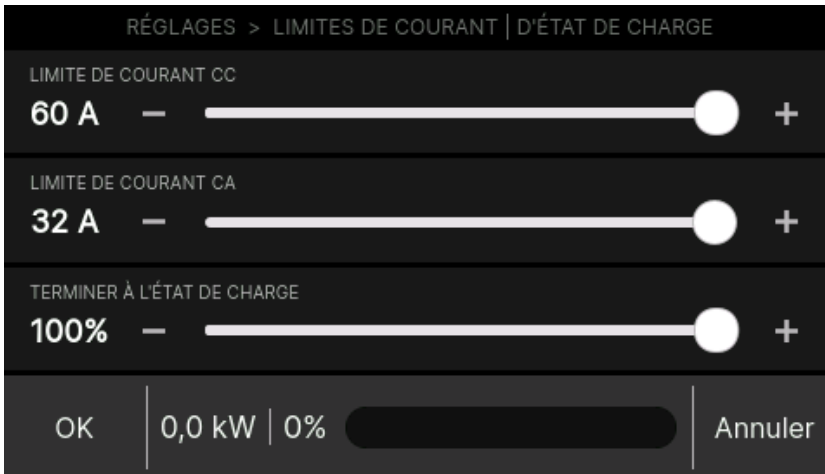 RÉGLAGES > LIMITES DE COURANT | D'ÉTAT DE CHARGE
LIMITE DE COURANT CC
60 A − +
LIMITE DE COURANT CA
32 A − +
TERMINER À L'ÉTAT DE CHARGE
100% − +
OK 0,0 kW | 0% Annuler